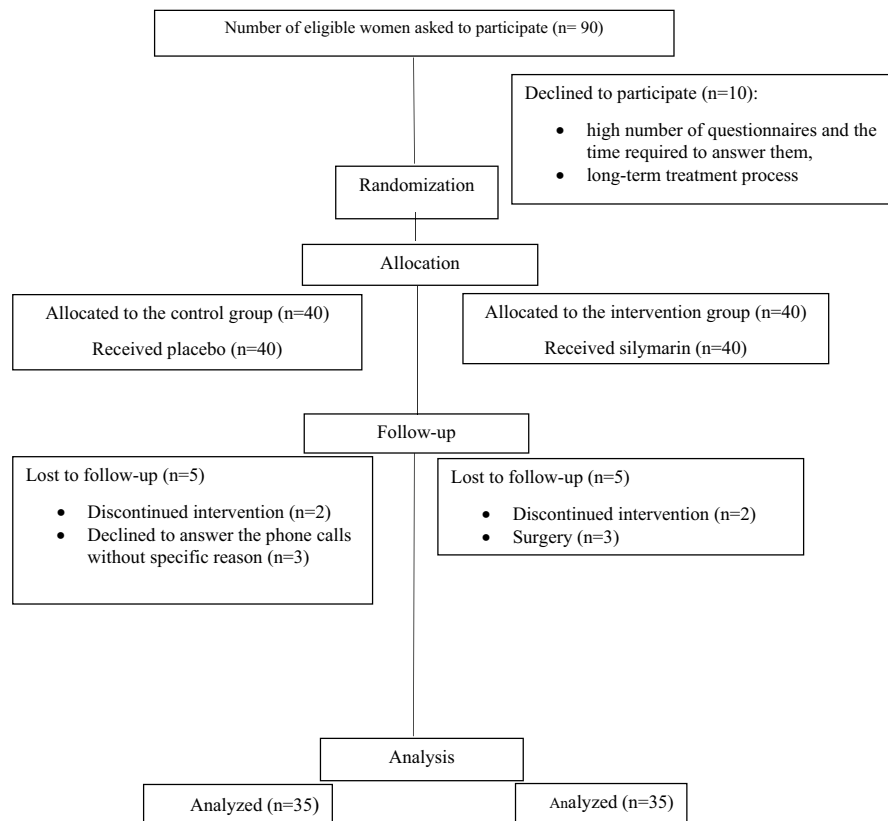 Number of eligible women asked to participate (n= 90)
Declined to participate (n=10):
• high number of questionnaires and the
time required to answer them,
• long-term treatment process
Randomization
Allocation
Allocated to the control group (n=40)
Received placebo (n=40)
Allocated to the intervention group (n=40)
Received silymarin (n=40)
Follow-up
Lost to follow-up (n=5)
• Discontinued intervention (n=2)
• Declined to answer the phone calls
without specific reason (n=3)
Lost to follow-up (n=5)
• Discontinued intervention (n=2)
• Surgery (n=3)
Analysis
Analyzed (n=35)
Analyzed (n=35)